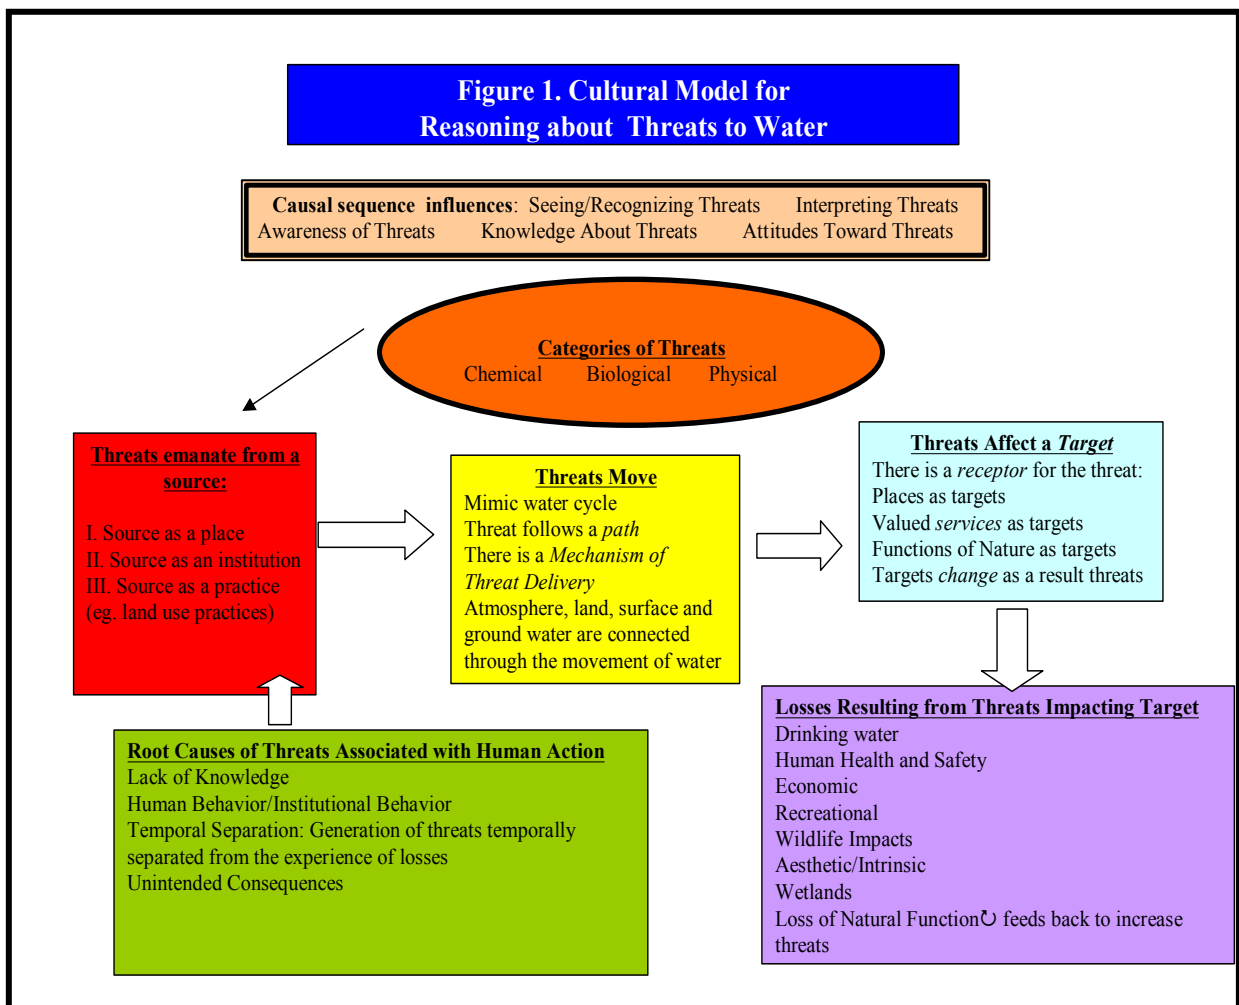 Figure 1. Cultural Model for
Reasoning about Threats to Water
Causal sequence influences: Seeing/Recognizing Threats Interpreting Threats
Awareness of Threats Knowledge About Threats Attitudes Toward Threats
Categories of Threats
Chemical Biological Physical
Threats emanate from a
source:
I. Source as a place
II. Source as an institution
III. Source as a practice
(eg. land use practices)
Threats Move
Mimic water cycle
Threat follows a path
There is a Mechanism of
Threat Delivery
Atmosphere, land, surface and
ground water are connected
through the movement of water
Threats Affect a Target
There is a receptor for the threat:
Places as targets
Valued services as targets
Functions of Nature as targets
Targets change as a result threats
Root Causes of Threats Associated with Human Action
Lack of Knowledge
Human Behavior/Institutional Behavior
Temporal Separation: Generation of threats temporally
separated from the experience of losses
Unintended Consequences
Losses Resulting from Threats Impacting Target
Drinking water
Human Health and Safety
Economic
Recreational
Wildlife Impacts
Aesthetic/Intrinsic
Wetlands
Loss of Natural Function↻ feeds back to increase
threats